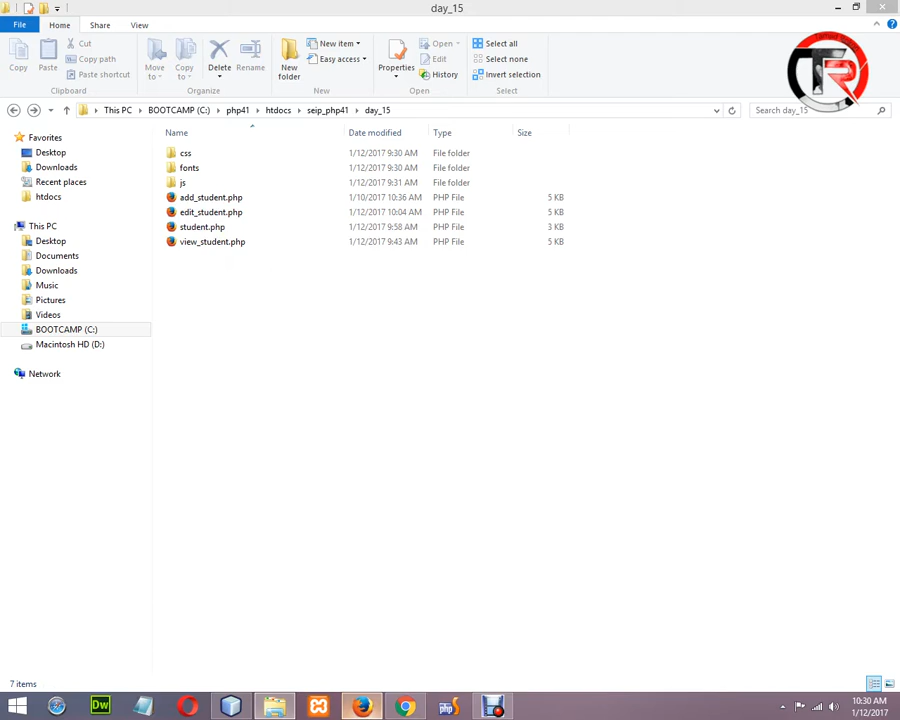 day_15
File Home Share View
Copy Paste Cut Copy path Paste shortcut Clipboard
Move to Copy to Delete Rename Organize
New folder New item Easy access New
Properties Open Edit History Open
Select all Select none Invert selection Select
This PC BOOTCAMP (C:) php41 htdocs seip_php41 day_15 Search day_15
Name Date modified Type Size
Favorites
Desktop
Downloads
Recent places
htdocs
This PC
Desktop
Documents
Downloads
Music
Pictures
Videos
BOOTCAMP (C:)
Macintosh HD (D:)
Network
css 1/12/2017 9:30 AM File folder
fonts 1/12/2017 9:30 AM File folder
js 1/12/2017 9:31 AM File folder
add_student.php 1/10/2017 10:36 AM PHP File 5 KB
edit_student.php 1/12/2017 10:04 AM PHP File 5 KB
student.php 1/12/2017 9:58 AM PHP File 3 KB
view_student.php 1/12/2017 9:43 AM PHP File 5 KB
7 items
Dw php 10:30 AM
1/12/2017